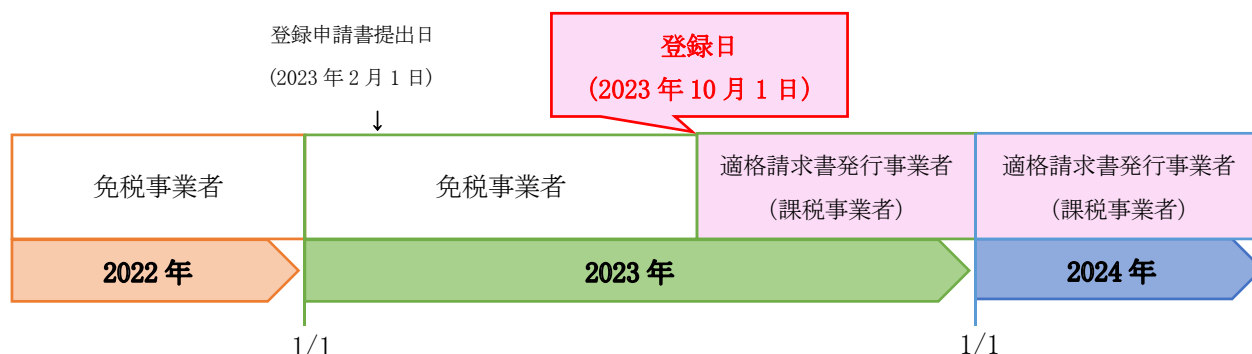 登録申請書提出日
(2023 年 2 月 1 日)
↓
登録日
(2023 年 10 月 1 日)
免税事業者
免税事業者
適格請求書発行事業者
(課税事業者)
適格請求書発行事業者
(課税事業者)
2022 年
2023 年
2024 年
1/1
1/1